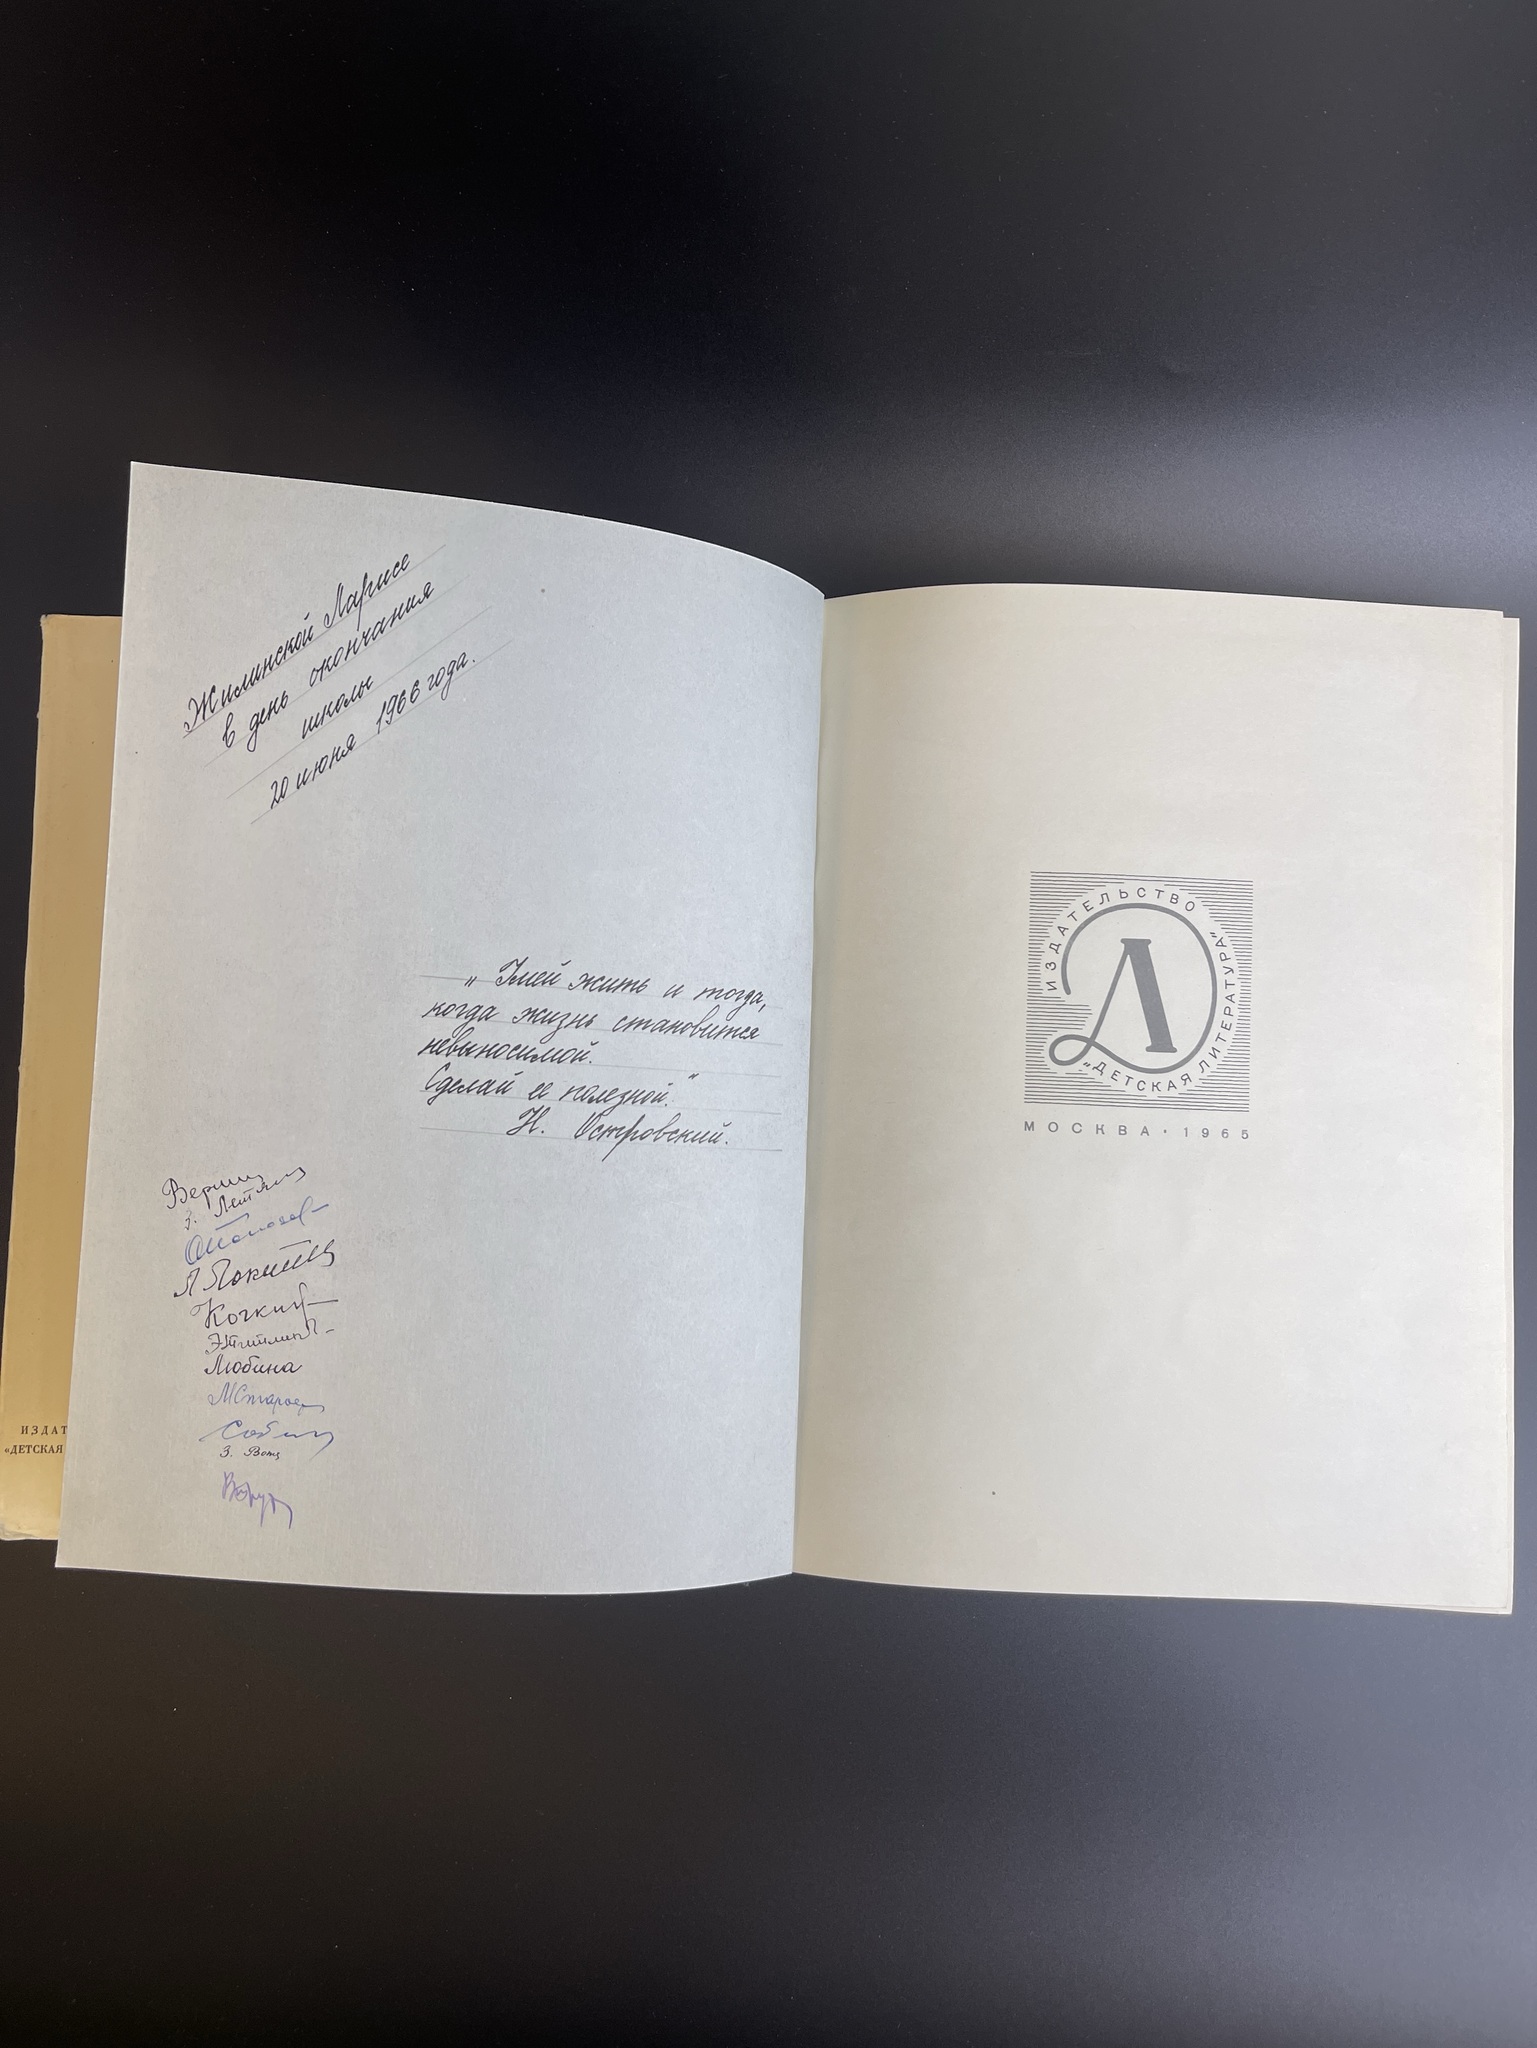 Жилинской Ларисе
в день окончания
школы
20 июня 1966 года.
„Умей жить и тогда,
когда жизнь становится
невыносимой.
Сделай ее полезной."
Н. Островский.
З.
Любина
З.
ИЗДАТ
«ДЕТСКАЯ
ИЗДАТЕЛЬСТВО
„ДЕТСКАЯ ЛИТЕРАТУРА"
Л
МОСКВА · 1965